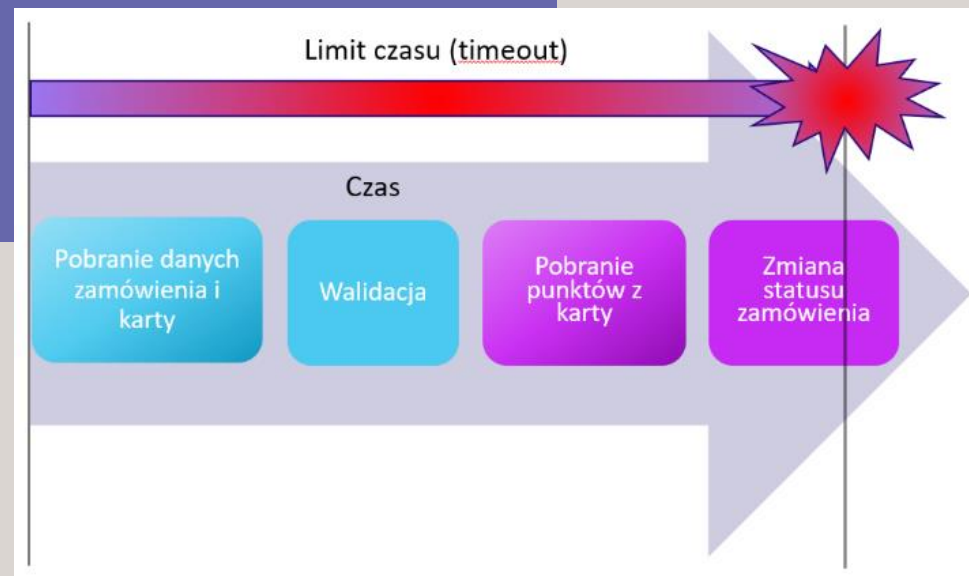 Limit czasu (timeout)
Czas
Pobranie danych
zamówienia i
karty
Walidacja
Pobranie
punktów z
karty
Zmiana
statusu
zamówienia